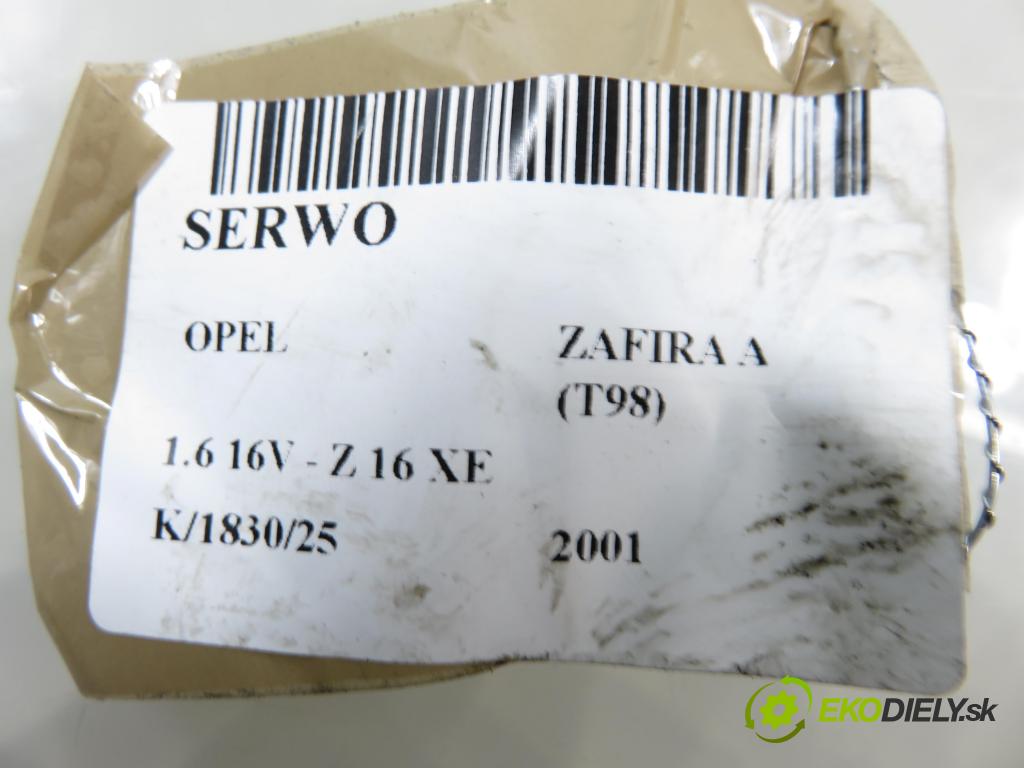 SERWO
OPEL ZAFIRA A
(T98)
1.6 16V - Z 16 XE
K/1830/25 2001
EKODIELY.sk